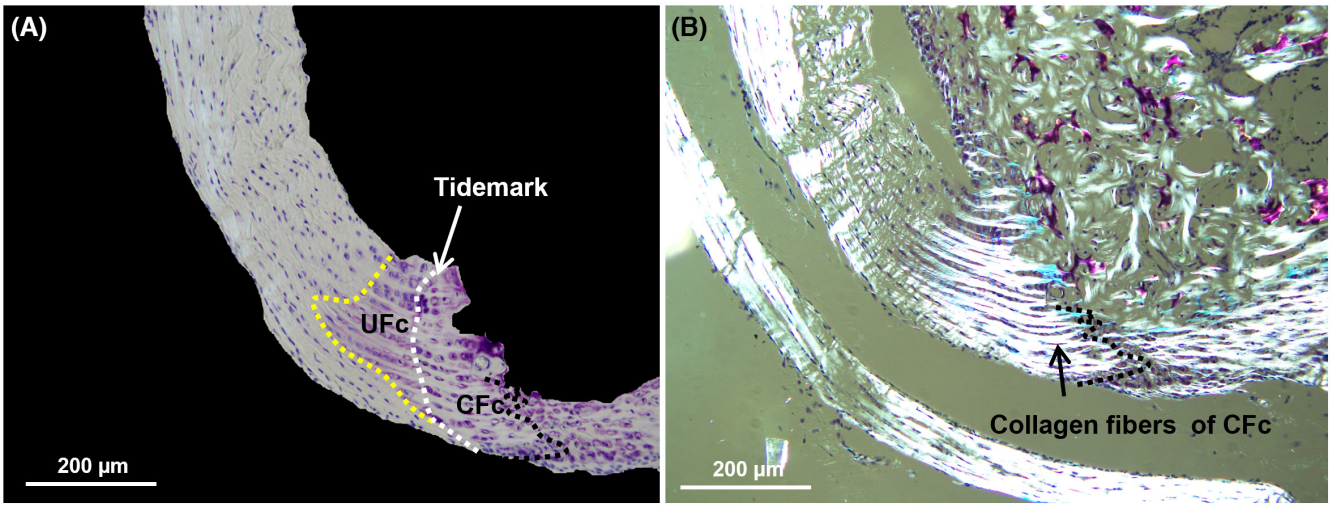 (A)
Tidemark
UFc
CFc
200 µm
(B)
Collagen fibers of CFc
200 µm